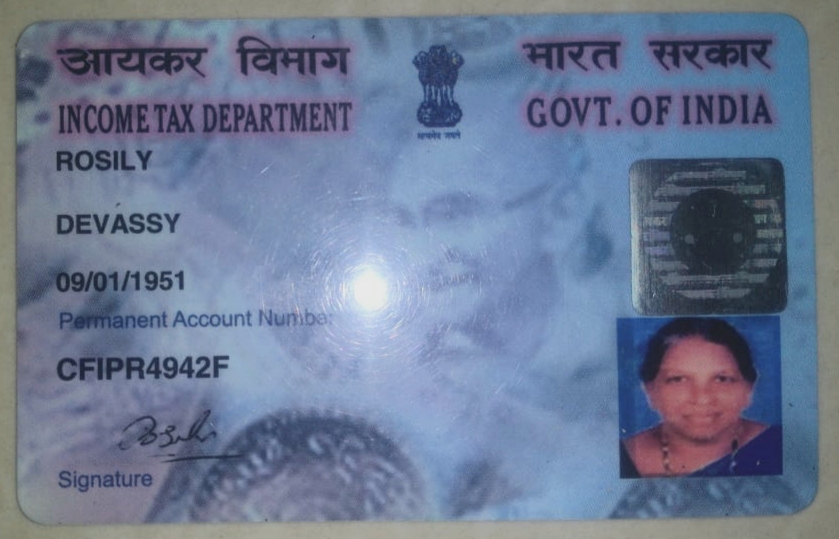 आयकर विभाग
भारत सरकार
INCOME TAX DEPARTMENT
GOVT. OF INDIA
सत्यमेव जयते
ROSILY
DEVASSY
09/01/1951
Permanent Account Number
CFIPR4942F
Signature